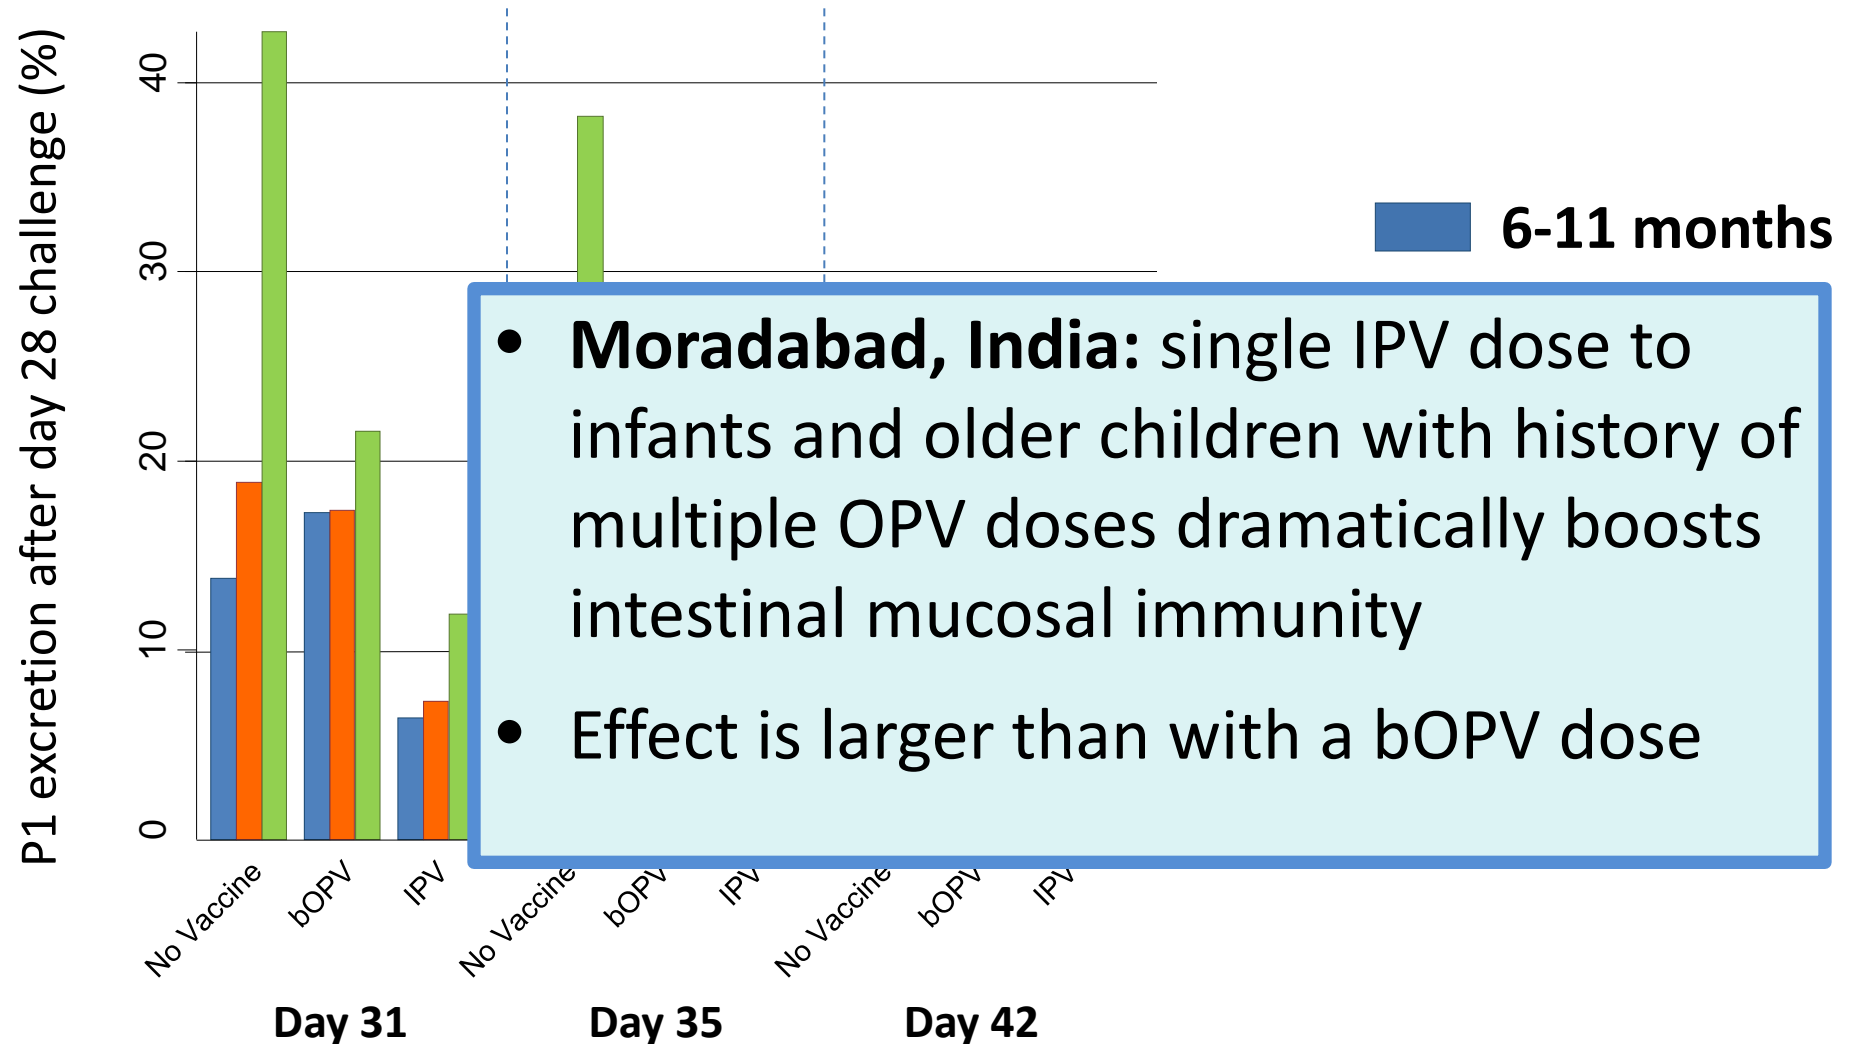 P1 excretion after day 28 challenge (%)
40
30
20
10
0
6-11 months
• Moradabad, India: single IPV dose to
infants and older children with history of
multiple OPV doses dramatically boosts
intestinal mucosal immunity
• Effect is larger than with a bOPV dose
No Vaccine
bOPV
IPV
No Vaccine
bOPV
IPV
No Vaccine
bOPV
IPV
Day 31
Day 35
Day 42